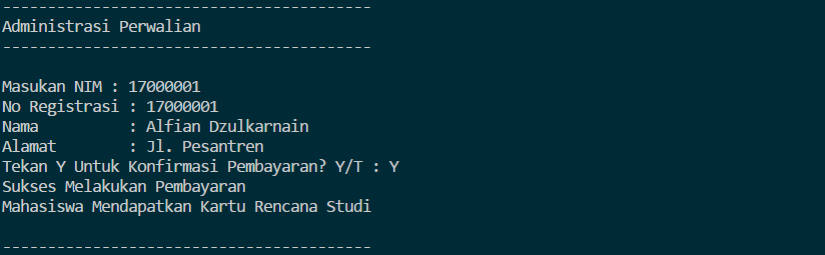 -----------------------------------------
Administrasi Perwalian
-----------------------------------------
Masukan NIM : 17000001
No Registrasi : 17000001
Nama          : Alfian Dzulkarnain
Alamat        : Jl. Pesantren
Tekan Y Untuk Konfirmasi Pembayaran? Y/T : Y
Sukses Melakukan Pembayaran
Mahasiswa Mendapatkan Kartu Rencana Studi
-----------------------------------------